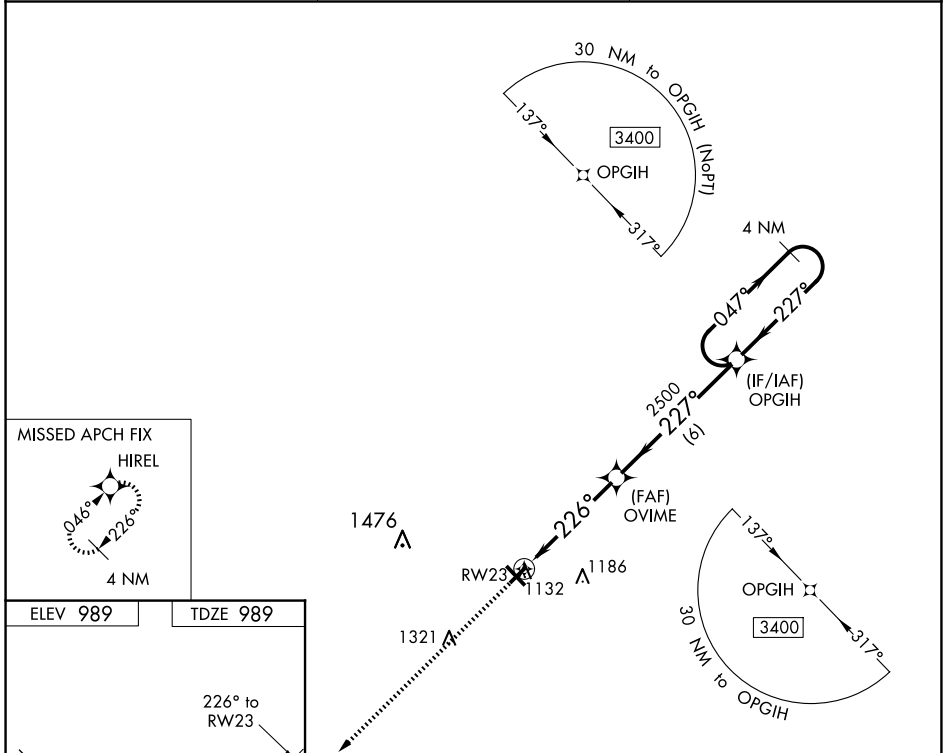 30 NM to OPGIH (NoPT)
137°
3400
OPGIH
317°
4 NM
047°
227°
(IF/IAF)
OPGIH
2500
227°
(6)
MISSED APCH FIX
HIREL
046°
226°
4 NM
(FAF)
OVIME
226°
1476
RW23
1132
1186
137°
OPGIH
3400
317°
30 NM to OPGIH
1321
ELEV 989
TDZE 989
226° to
RW23